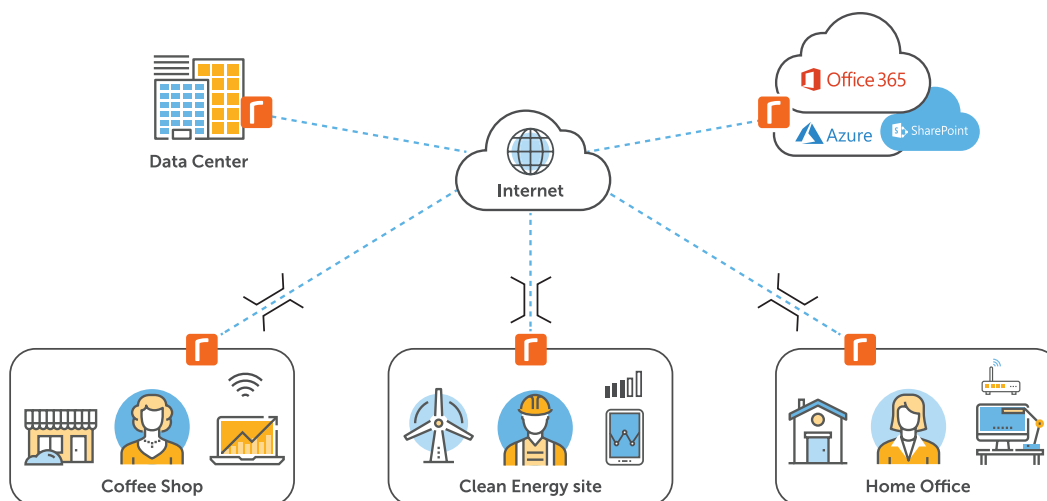 Office 365
Azure
SharePoint
Data Center
Internet
Coffee Shop
Clean Energy site
Home Office